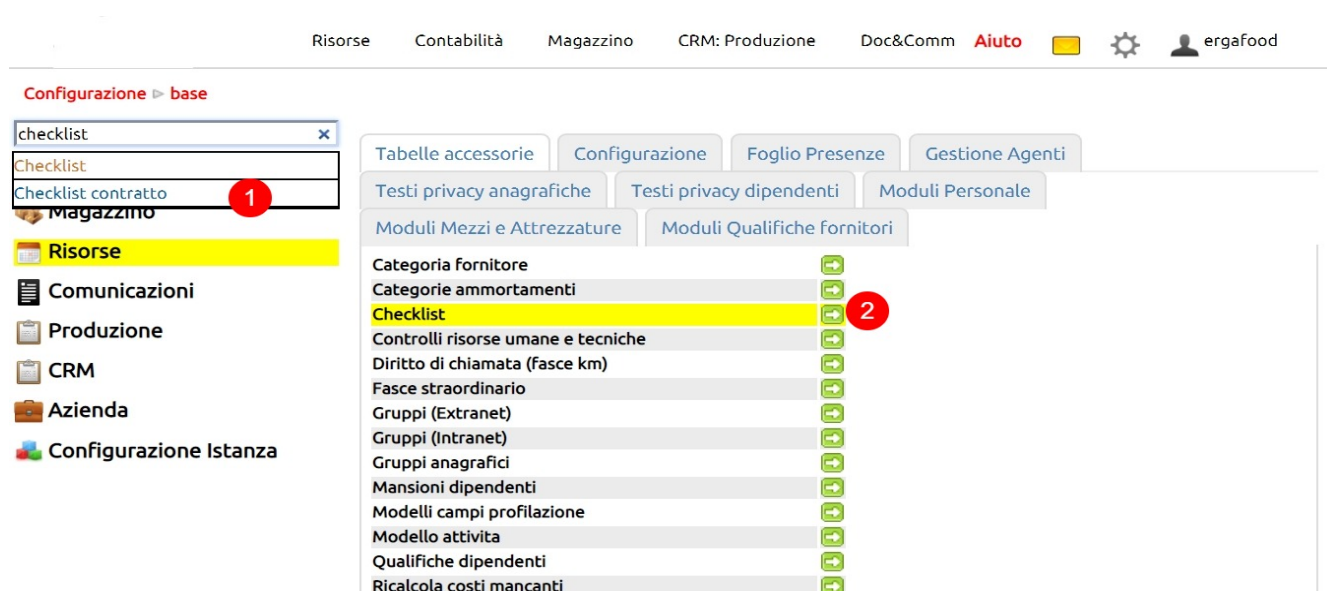 Risorse Contabilità Magazzino CRM: Produzione Doc&Comm Aiuto ergafood
Configurazione ▷ base
checklist ×
Checklist
Checklist contratto 1
Magazzino
Risorse
Comunicazioni
Produzione
CRM
Azienda
Configurazione Istanza
Tabelle accessorie Configurazione Foglio Presenze Gestione Agenti
Testi privacy anagrafiche Testi privacy dipendenti Moduli Personale
Moduli Mezzi e Attrezzature Moduli Qualifiche fornitori
Categoria fornitore
Categorie ammortamenti
Checklist 2
Controlli risorse umane e tecniche
Diritto di chiamata (fasce km)
Fasce straordinario
Gruppi (Extranet)
Gruppi (Intranet)
Gruppi anagrafici
Mansioni dipendenti
Modelli campi profilazione
Modello attivita
Qualifiche dipendenti
Ricalcola costi mancanti